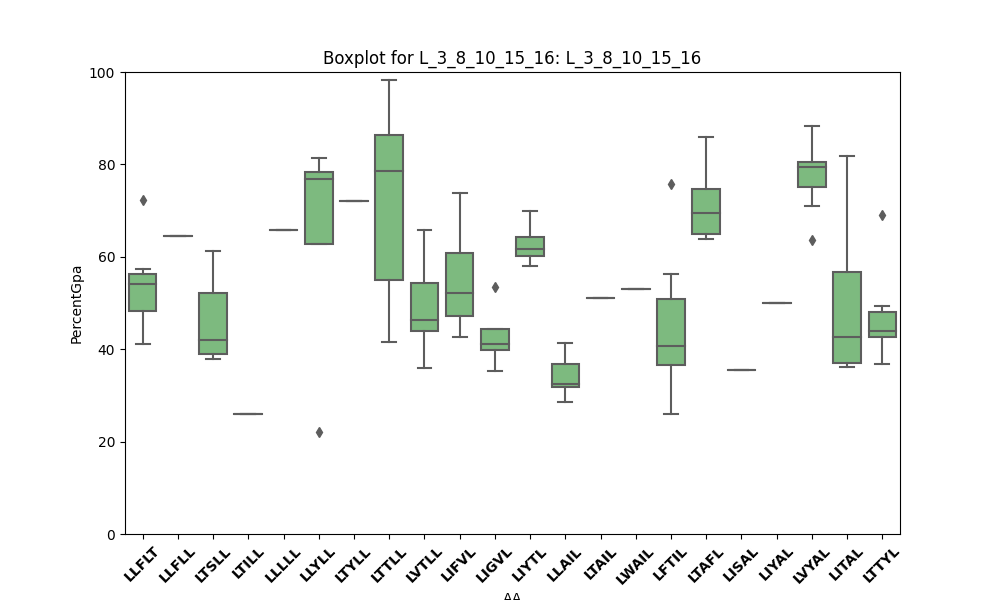 Boxplot for L_3_8_10_15_16: L_3_8_10_15_16
100
80
60
40
20
0
PercentGpa
LLFLT LLFLL LTSLL LTILL LLLLL LLYLL LTYLL LTTLL LVTLL LIFVL LIGVL LIYTL LLAIL LTAIL LWAIL LFTIL LTAFL LISAL LIYAL LVYAL LITAL LTTYL
AA